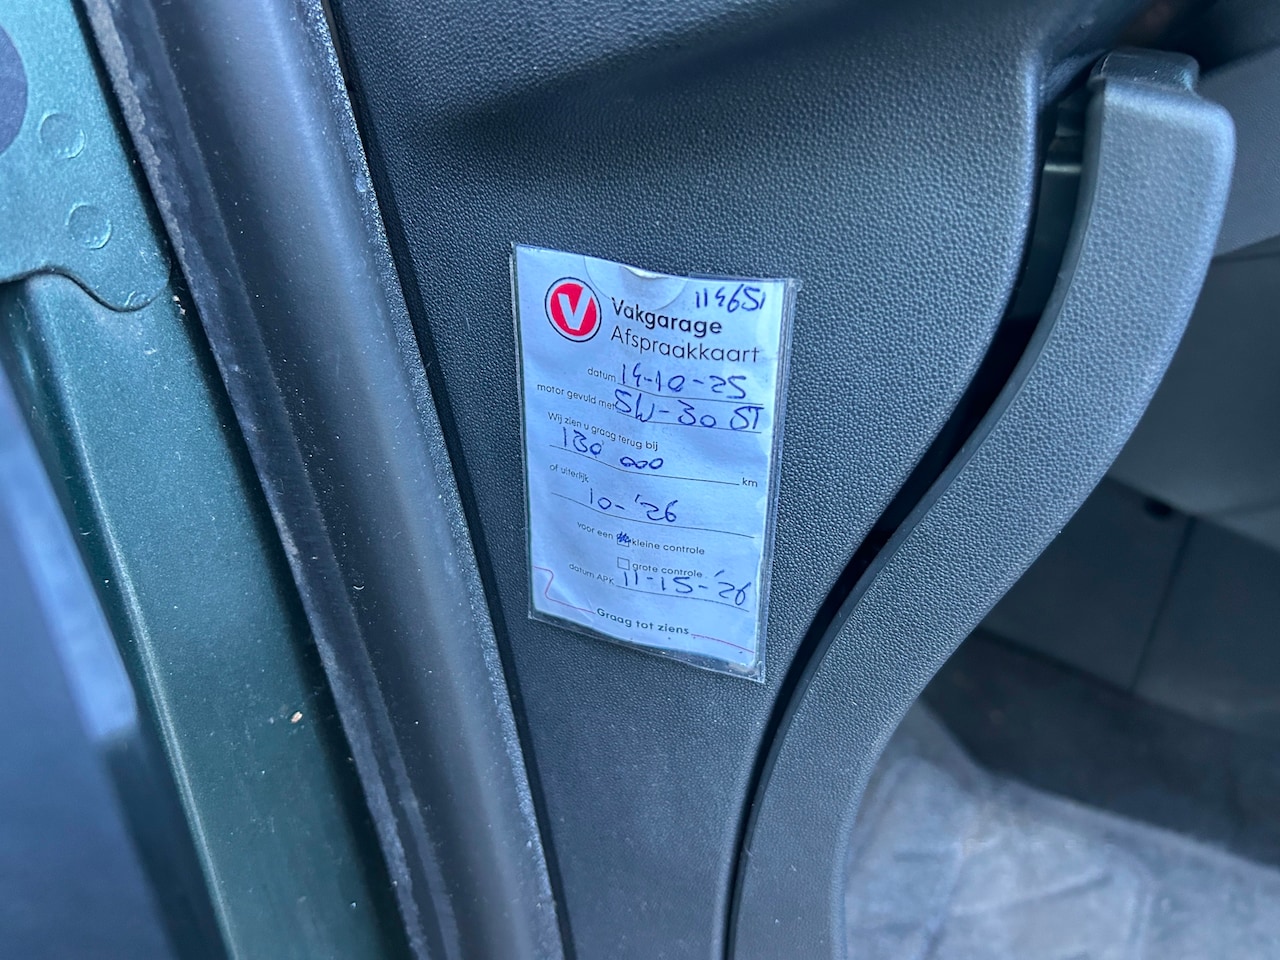 114651
V
Vakgarage
Afspraakkaart
datum 14-10-25
motor gevuld met 5W-30 ST
Wij zien u graag terug bij
130 000 km
of uiterlijk
10-'26
voor een kleine controle
grote controle
datum APK 11-15-'26
Graag tot ziens